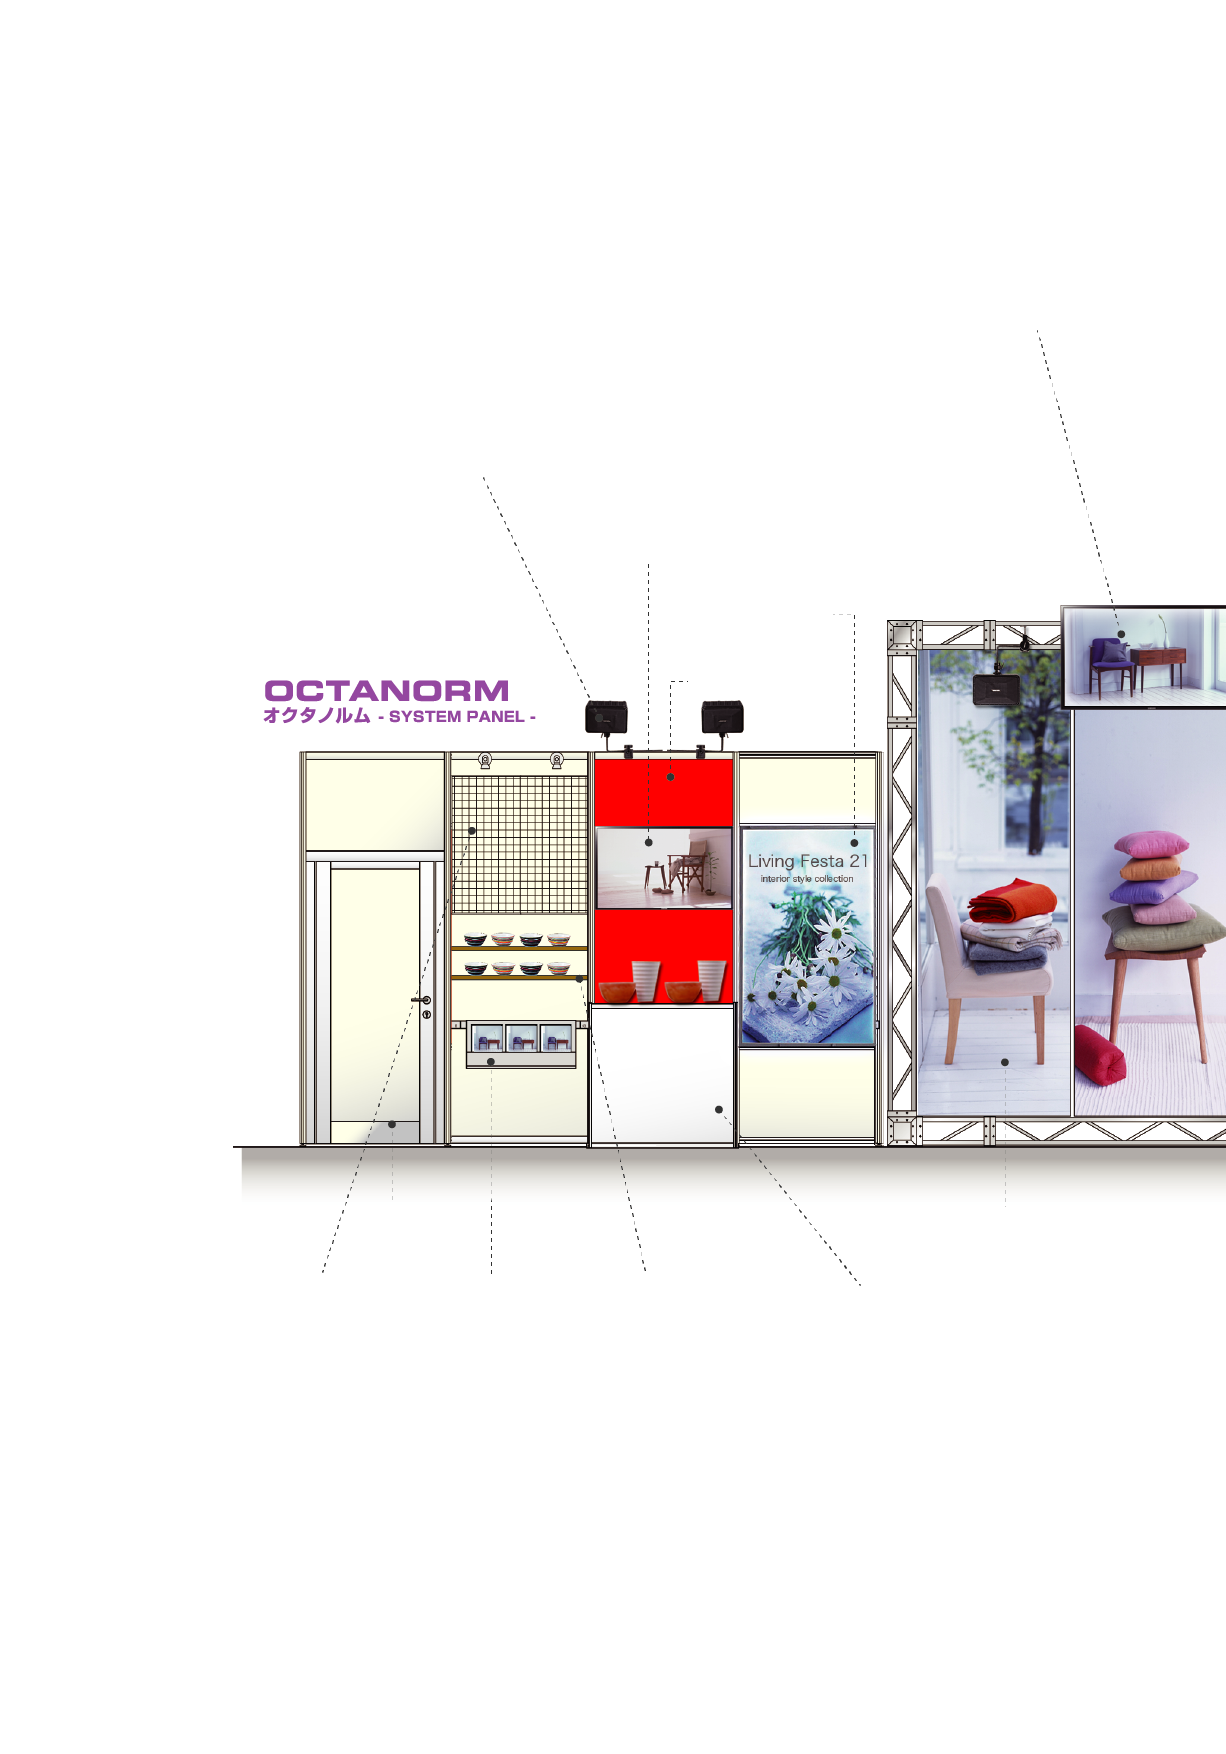 OCTANORM
オクタノルム - SYSTEM PANEL -
Living Festa 21
interior style collection